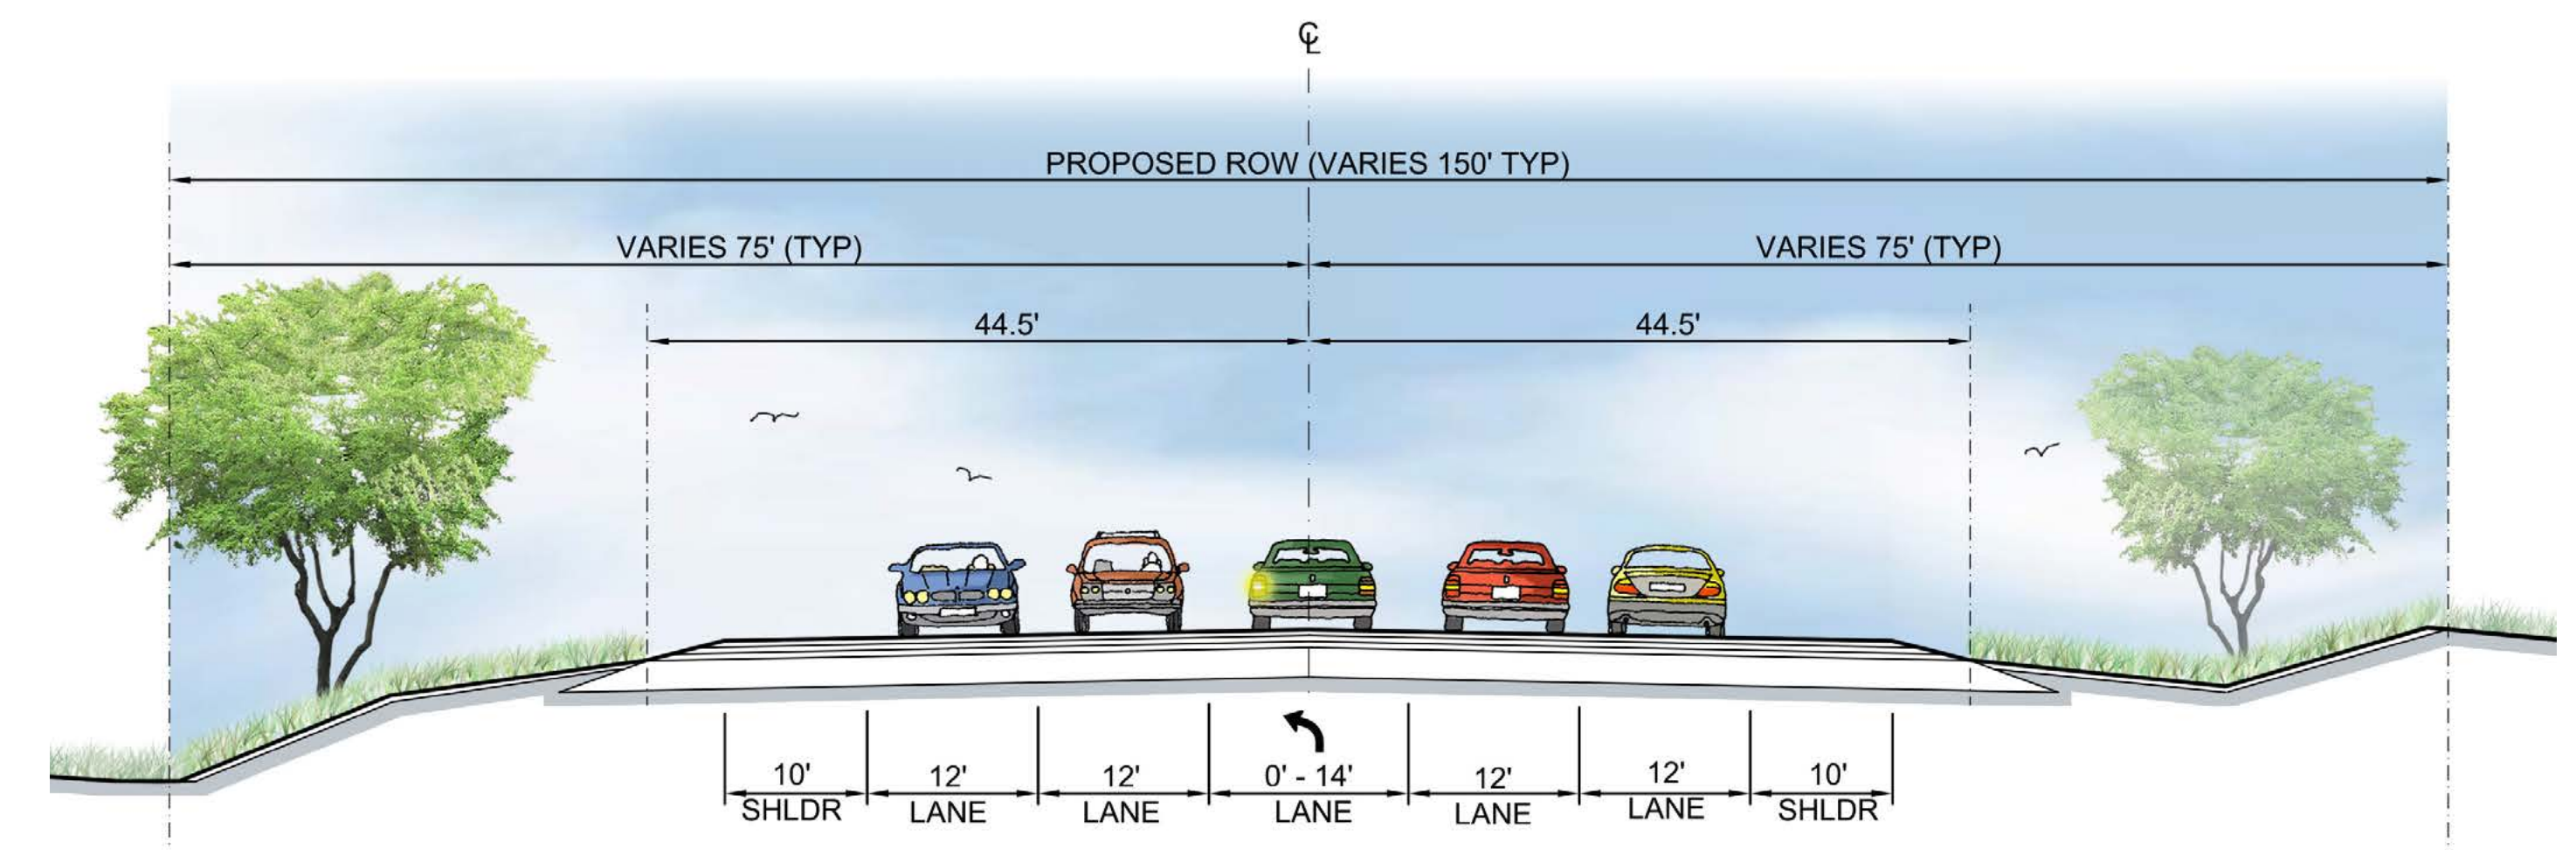 ℄
PROPOSED ROW (VARIES 150' TYP)
VARIES 75' (TYP)
VARIES 75' (TYP)
44.5'
44.5'
10'
SHLDR
12'
LANE
12'
LANE
0' - 14'
LANE
12'
LANE
12'
LANE
10'
SHLDR